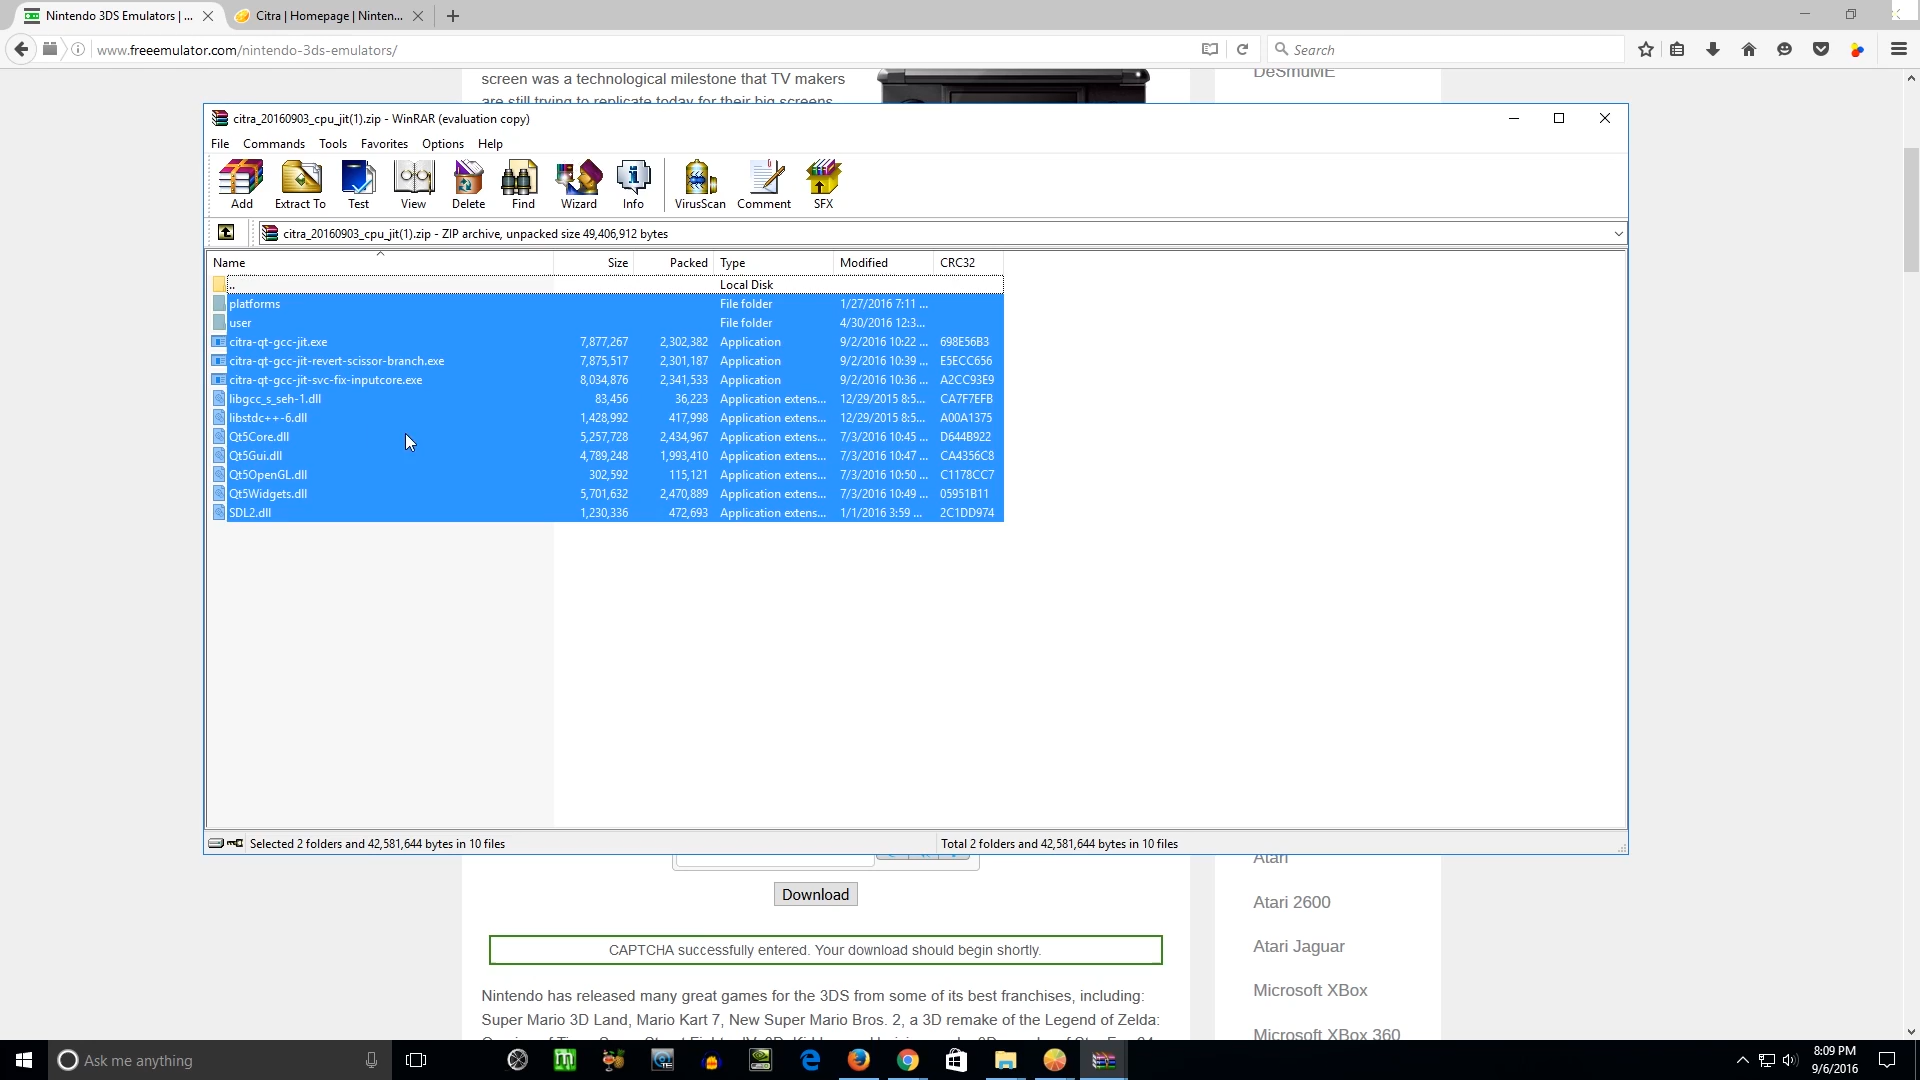 Nintendo 3DS Emulators | ...
Citra | Homepage | Ninten...
www.freeemulator.com/nintendo-3ds-emulators/
Search
screen was a technological milestone that TV makers
are still trying to replicate today for their big screens
DeSmuME
citra_20160903_cpu_jit(1).zip - WinRAR (evaluation copy)
File Commands Tools Favorites Options Help
Add Extract To Test View Delete Find Wizard Info VirusScan Comment SFX
citra_20160903_cpu_jit(1).zip - ZIP archive, unpacked size 49,406,912 bytes
Name Size Packed Type Modified CRC32
.. Local Disk
platforms File folder 1/27/2016 7:11 ...
user File folder 4/30/2016 12:3...
citra-qt-gcc-jit.exe 7,877,267 2,302,382 Application 9/2/2016 10:22 ... 698E56B3
citra-qt-gcc-jit-revert-scissor-branch.exe 7,875,517 2,301,187 Application 9/2/2016 10:39 ... E5ECC656
citra-qt-gcc-jit-svc-fix-inputcore.exe 8,034,876 2,341,533 Application 9/2/2016 10:36 ... A2CC93E9
libgcc_s_seh-1.dll 83,456 36,223 Application extens... 12/29/2015 8:5... CA7F7EFB
libstdc++-6.dll 1,428,992 417,998 Application extens... 12/29/2015 8:5... A00A1375
Qt5Core.dll 5,257,728 2,434,967 Application extens... 7/3/2016 10:45 ... D644B922
Qt5Gui.dll 4,789,248 1,993,410 Application extens... 7/3/2016 10:47 ... CA4356C8
Qt5OpenGL.dll 302,592 115,121 Application extens... 7/3/2016 10:50 ... C1178CC7
Qt5Widgets.dll 5,701,632 2,470,889 Application extens... 7/3/2016 10:49 ... 05951B11
SDL2.dll 1,230,336 472,693 Application extens... 1/1/2016 3:59 ... 2C1DD974
Selected 2 folders and 42,581,644 bytes in 10 files
Total 2 folders and 42,581,644 bytes in 10 files
Download
CAPTCHA successfully entered. Your download should begin shortly.
Nintendo has released many great games for the 3DS from some of its best franchises, including:
Super Mario 3D Land, Mario Kart 7, New Super Mario Bros. 2, a 3D remake of the Legend of Zelda:
Atari
Atari 2600
Atari Jaguar
Microsoft XBox
Microsoft XBox 360
Ask me anything
8:09 PM
9/6/2016